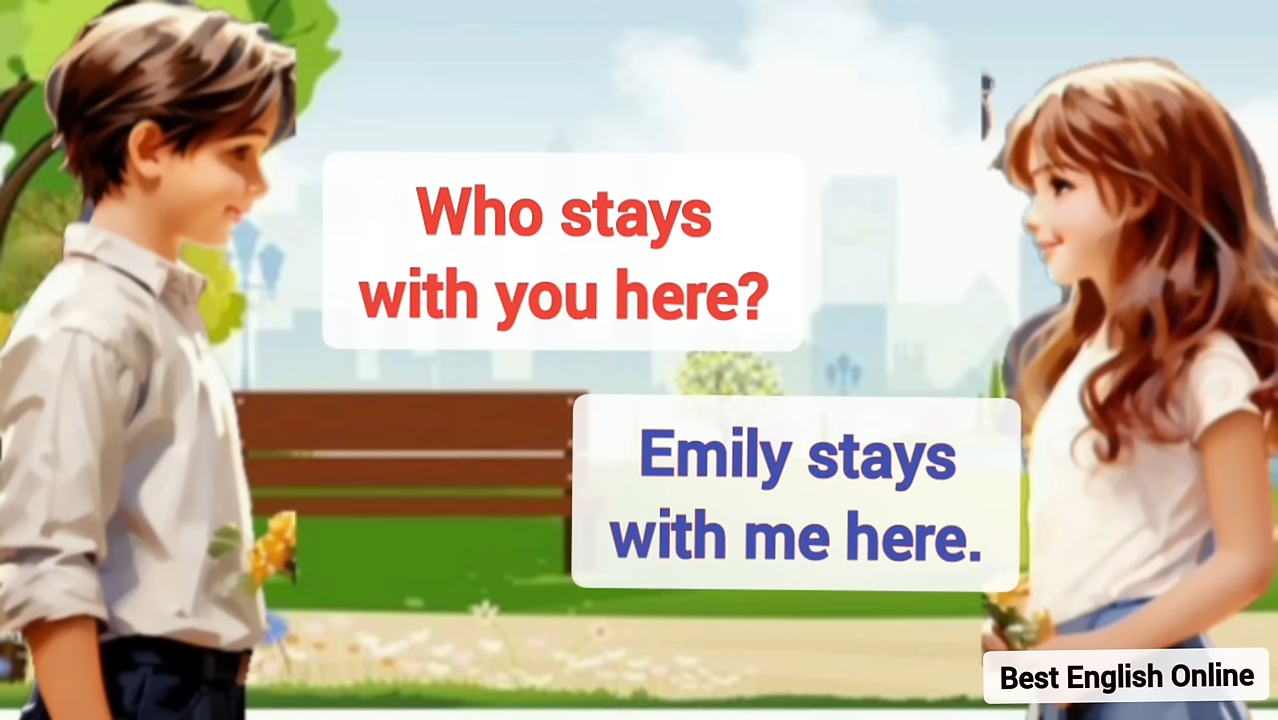 Who stays
with you here?
Emily stays
with me here.
Best English Online